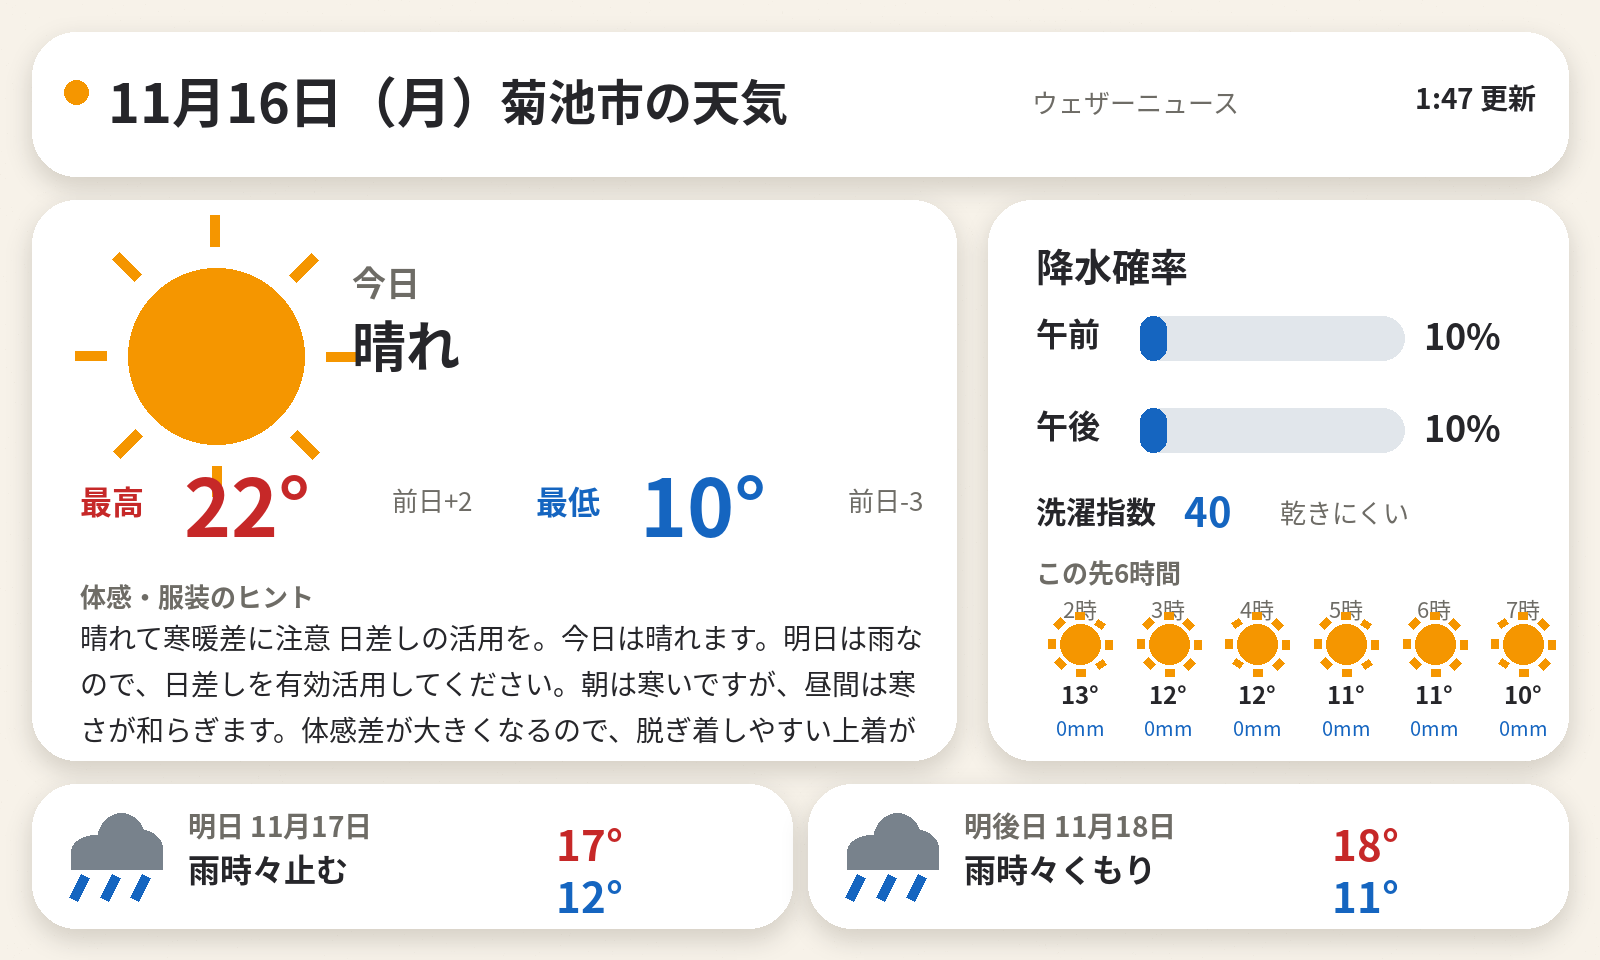 11月16日（月）菊池市の天気
ウェザーニュース
1:47 更新
今日
晴れ
最高 22° 前日+2 最低 10° 前日-3
体感・服装のヒント
晴れて寒暖差に注意 日差しの活用を。今日は晴れます。明日は雨な
ので、日差しを有効活用してください。朝は寒いですが、昼間は寒
さが和らぎます。体感差が大きくなるので、脱ぎ着しやすい上着が
降水確率
午前 10%
午後 10%
洗濯指数 40 乾きにくい
この先6時間
2時 3時 4時 5時 6時 7時
13° 12° 12° 11° 11° 10°
0mm 0mm 0mm 0mm 0mm 0mm
明日 11月17日
雨時々止む
17°
12°
明後日 11月18日
雨時々くもり
18°
11°